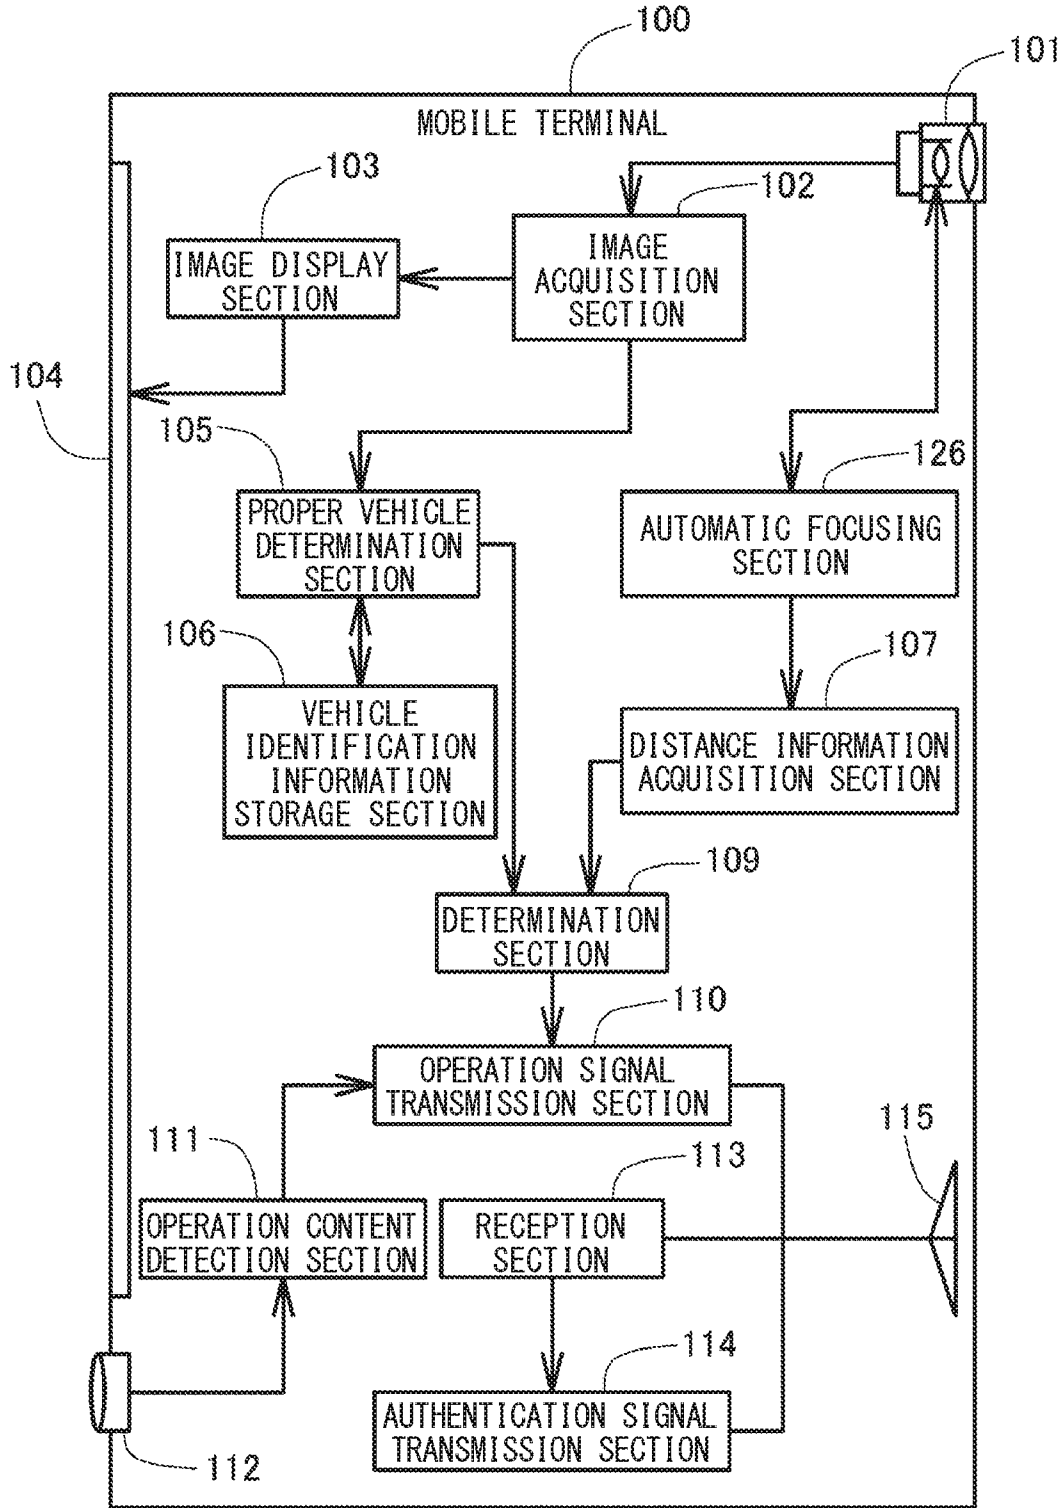 100
101
MOBILE TERMINAL
103
102
IMAGE DISPLAY
SECTION
IMAGE
ACQUISITION
SECTION
104
105
126
PROPER VEHICLE
DETERMINATION
SECTION
AUTOMATIC FOCUSING
SECTION
106
107
VEHICLE
IDENTIFICATION
INFORMATION
STORAGE SECTION
DISTANCE INFORMATION
ACQUISITION SECTION
109
DETERMINATION
SECTION
110
OPERATION SIGNAL
TRANSMISSION SECTION
111
113
115
OPERATION CONTENT
DETECTION SECTION
RECEPTION
SECTION
114
AUTHENTICATION SIGNAL
TRANSMISSION SECTION
112